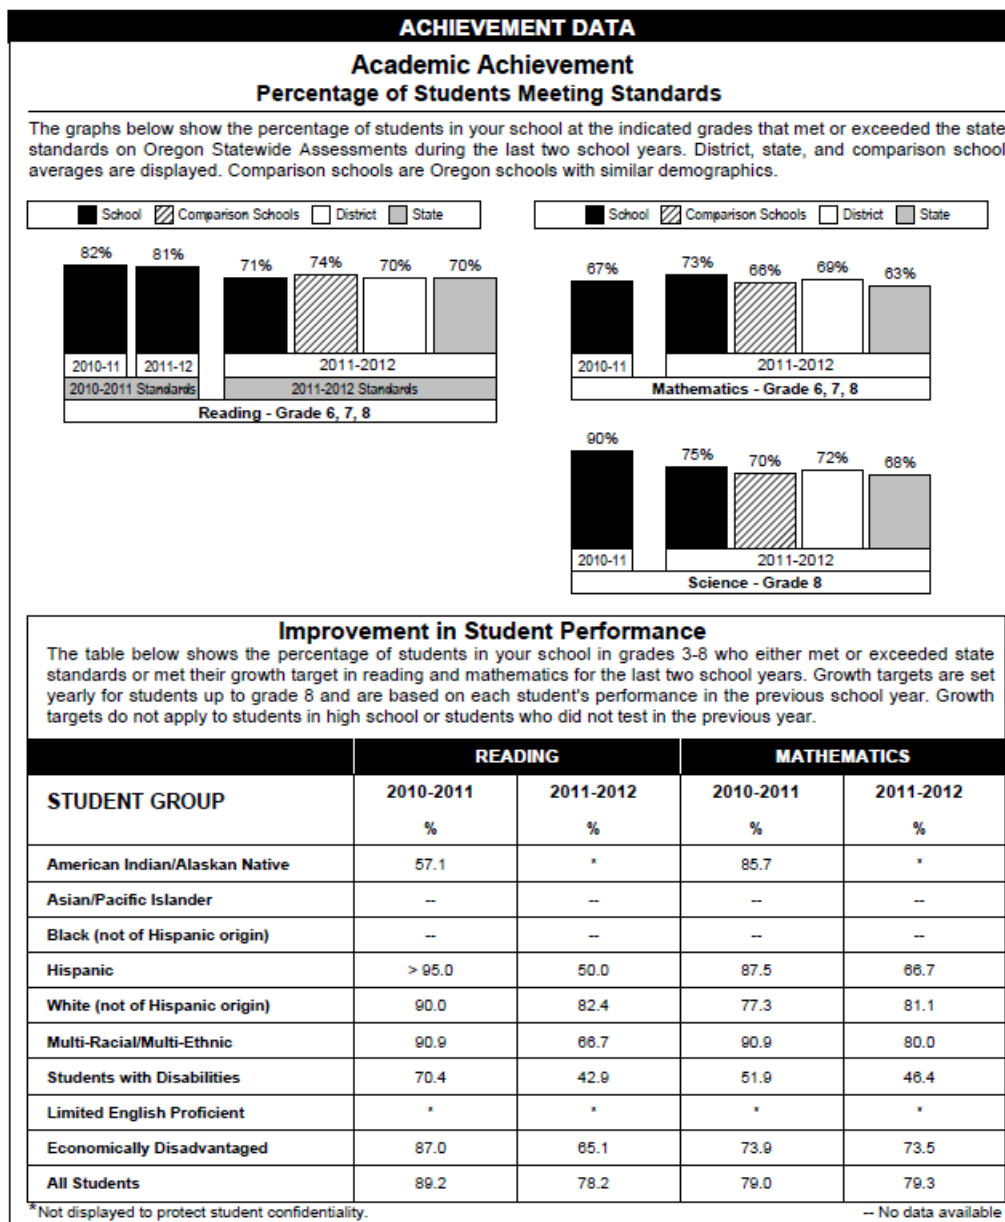 ACHIEVEMENT DATA
Academic Achievement
Percentage of Students Meeting Standards
The graphs below show the percentage of students in your school at the indicated grades that met or exceeded the state
standards on Oregon Statewide Assessments during the last two school years. District, state, and comparison school
averages are displayed. Comparison schools are Oregon schools with similar demographics.
School Comparison Schools District State
82% 81% 71% 74% 70% 70%
2010-11 2011-12 2011-2012
2010-2011 Standards 2011-2012 Standards
Reading - Grade 6, 7, 8
School Comparison Schools District State
67% 73% 66% 69% 63%
2010-11 2011-2012
Mathematics - Grade 6, 7, 8
90% 75% 70% 72% 68%
2010-11 2011-2012
Science - Grade 8
Improvement in Student Performance
The table below shows the percentage of students in your school in grades 3-8 who either met or exceeded state
standards or met their growth target in reading and mathematics for the last two school years. Growth targets are set
yearly for students up to grade 8 and are based on each student's performance in the previous school year. Growth
targets do not apply to students in high school or students who did not test in the previous year.
READING MATHEMATICS
STUDENT GROUP 2010-2011 2011-2012 2010-2011 2011-2012
% % % %
American Indian/Alaskan Native 57.1 * 85.7 *
Asian/Pacific Islander -- -- -- --
Black (not of Hispanic origin) -- -- -- --
Hispanic > 95.0 50.0 87.5 66.7
White (not of Hispanic origin) 90.0 82.4 77.3 81.1
Multi-Racial/Multi-Ethnic 90.9 66.7 90.9 80.0
Students with Disabilities 70.4 42.9 51.9 46.4
Limited English Proficient * * * *
Economically Disadvantaged 87.0 65.1 73.9 73.5
All Students 89.2 78.2 79.0 79.3
*Not displayed to protect student confidentiality. -- No data available